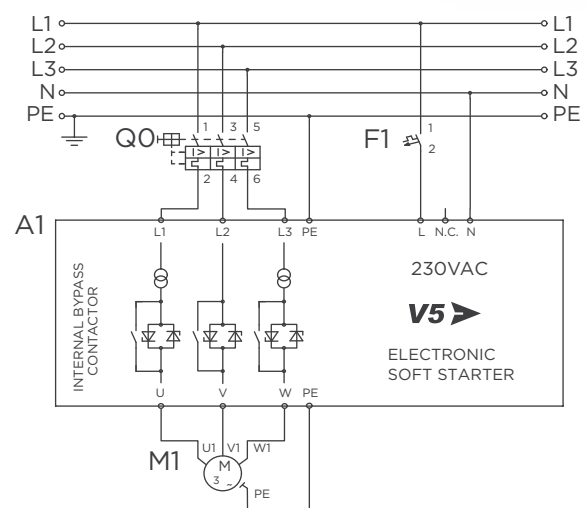 L1 L1
L2 L2
L3 L3
N N
PE PE
Q0 1 3 5 F1 1
I> I> I>
2 4 6 2
A1
L1 L2 L3 PE L N.C. N
230VAC
V5
INTERNAL BYPASS
CONTACTOR
ELECTRONIC
SOFT STARTER
U V W PE
M1 U1 V1 W1
M
3 ~
PE